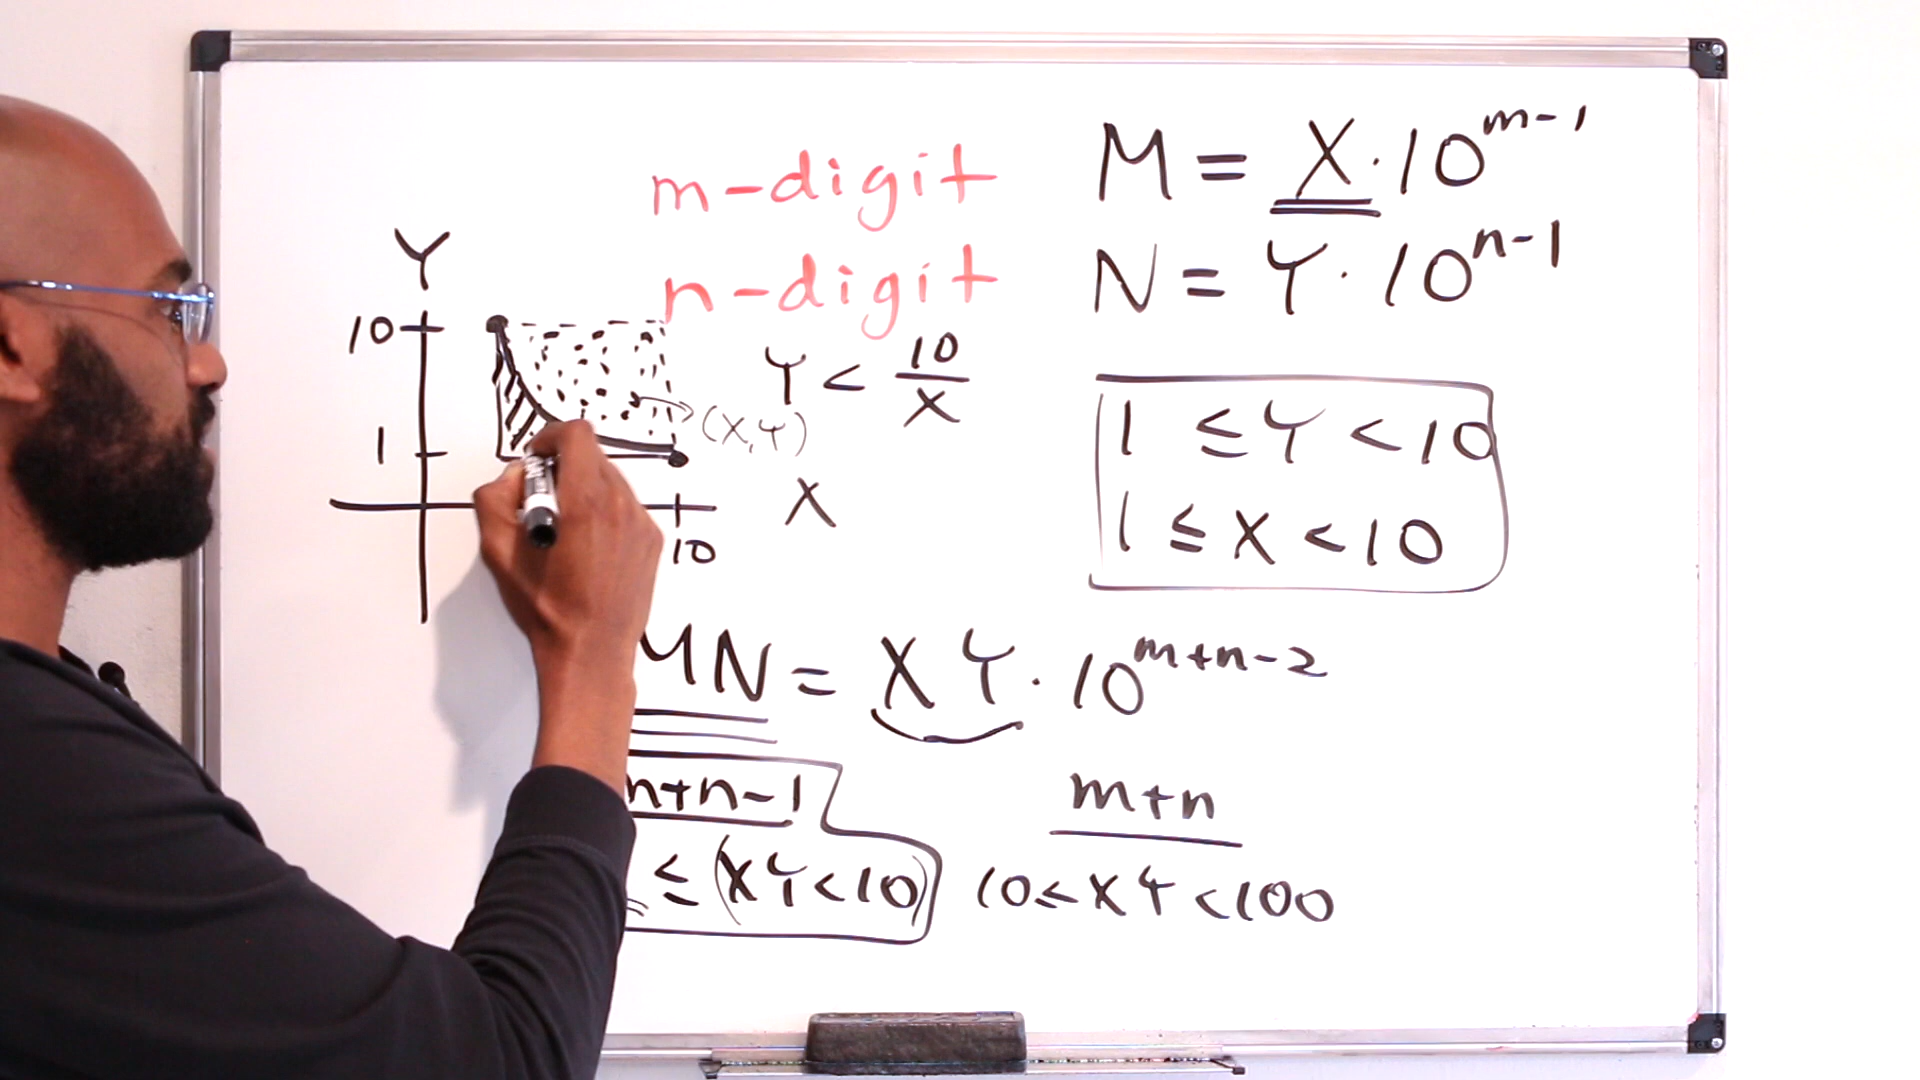 m-digit
n-digit
M = X · 10^{m-1}
N = Y · 10^{n-1}
Y
10
1
10
X
(X,Y)
Y < 10/X
1 ≤ Y < 10
1 ≤ X < 10
MN = XY · 10^{m+n-2}
+n-1
m+n
≤ (XY<10)
10≤XY<100